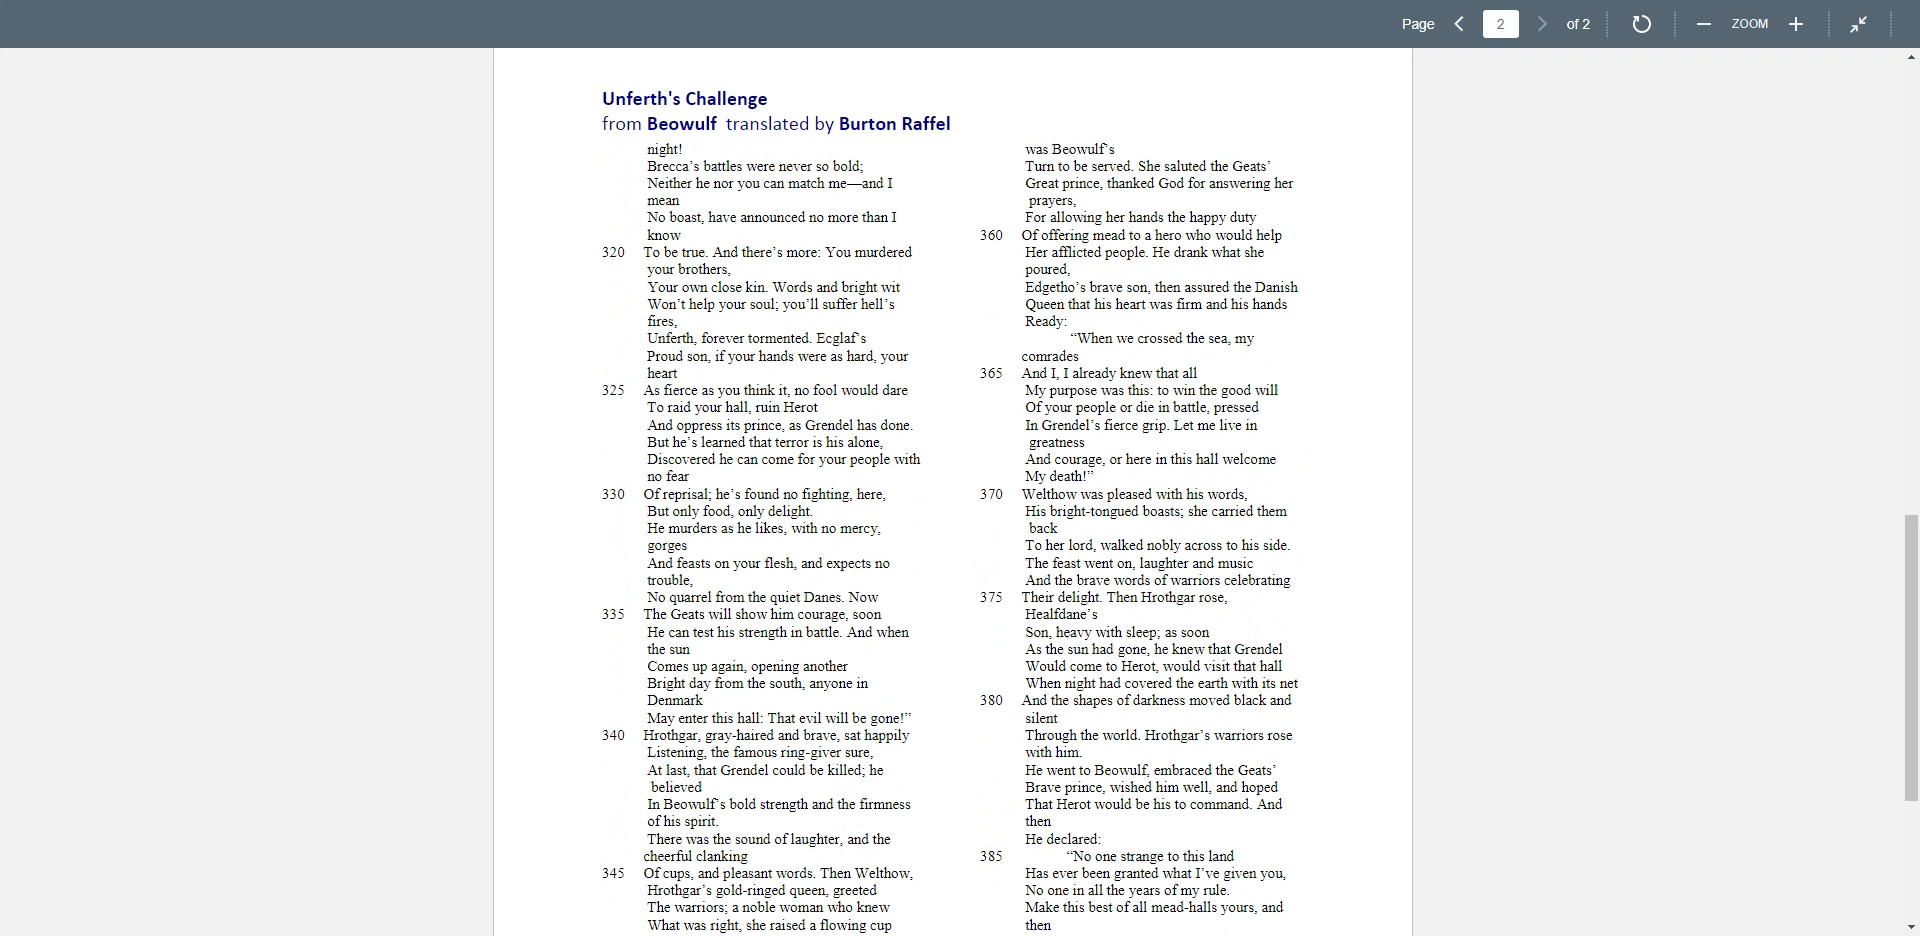 Page 2 of 2 ZOOM
Unferth's Challenge
from Beowulf translated by Burton Raffel
night!
Brecca’s battles were never so bold;
Neither he nor you can match me—and I
mean
No boast, have announced no more than I
know
320 To be true. And there’s more: You murdered
your brothers,
Your own close kin. Words and bright wit
Won’t help your soul; you’ll suffer hell’s
fires,
Unferth, forever tormented. Ecglaf’s
Proud son, if your hands were as hard, your
heart
325 As fierce as you think it, no fool would dare
To raid your hall, ruin Herot
And oppress its prince, as Grendel has done.
But he’s learned that terror is his alone,
Discovered he can come for your people with
no fear
330 Of reprisal; he’s found no fighting, here,
But only food, only delight.
He murders as he likes, with no mercy,
gorges
And feasts on your flesh, and expects no
trouble,
No quarrel from the quiet Danes. Now
335 The Geats will show him courage, soon
He can test his strength in battle. And when
the sun
Comes up again, opening another
Bright day from the south, anyone in
Denmark
May enter this hall: That evil will be gone!”
340 Hrothgar, gray-haired and brave, sat happily
Listening, the famous ring-giver sure,
At last, that Grendel could be killed; he
believed
In Beowulf’s bold strength and the firmness
of his spirit.
There was the sound of laughter, and the
cheerful clanking
345 Of cups, and pleasant words. Then Welthow,
Hrothgar’s gold-ringed queen, greeted
The warriors; a noble woman who knew
What was right, she raised a flowing cup
was Beowulf’s
Turn to be served. She saluted the Geats’
Great prince, thanked God for answering her
prayers,
For allowing her hands the happy duty
360 Of offering mead to a hero who would help
Her afflicted people. He drank what she
poured,
Edgetho’s brave son, then assured the Danish
Queen that his heart was firm and his hands
Ready:
“When we crossed the sea, my
comrades
365 And I, I already knew that all
My purpose was this: to win the good will
Of your people or die in battle, pressed
In Grendel’s fierce grip. Let me live in
greatness
And courage, or here in this hall welcome
My death!”
370 Welthow was pleased with his words,
His bright-tongued boasts; she carried them
back
To her lord, walked nobly across to his side.
The feast went on, laughter and music
And the brave words of warriors celebrating
375 Their delight. Then Hrothgar rose,
Healfdane’s
Son, heavy with sleep; as soon
As the sun had gone, he knew that Grendel
Would come to Herot, would visit that hall
When night had covered the earth with its net
380 And the shapes of darkness moved black and
silent
Through the world. Hrothgar’s warriors rose
with him.
He went to Beowulf, embraced the Geats’
Brave prince, wished him well, and hoped
That Herot would be his to command. And
then
He declared:
385 “No one strange to this land
Has ever been granted what I’ve given you,
No one in all the years of my rule.
Make this best of all mead-halls yours, and
then